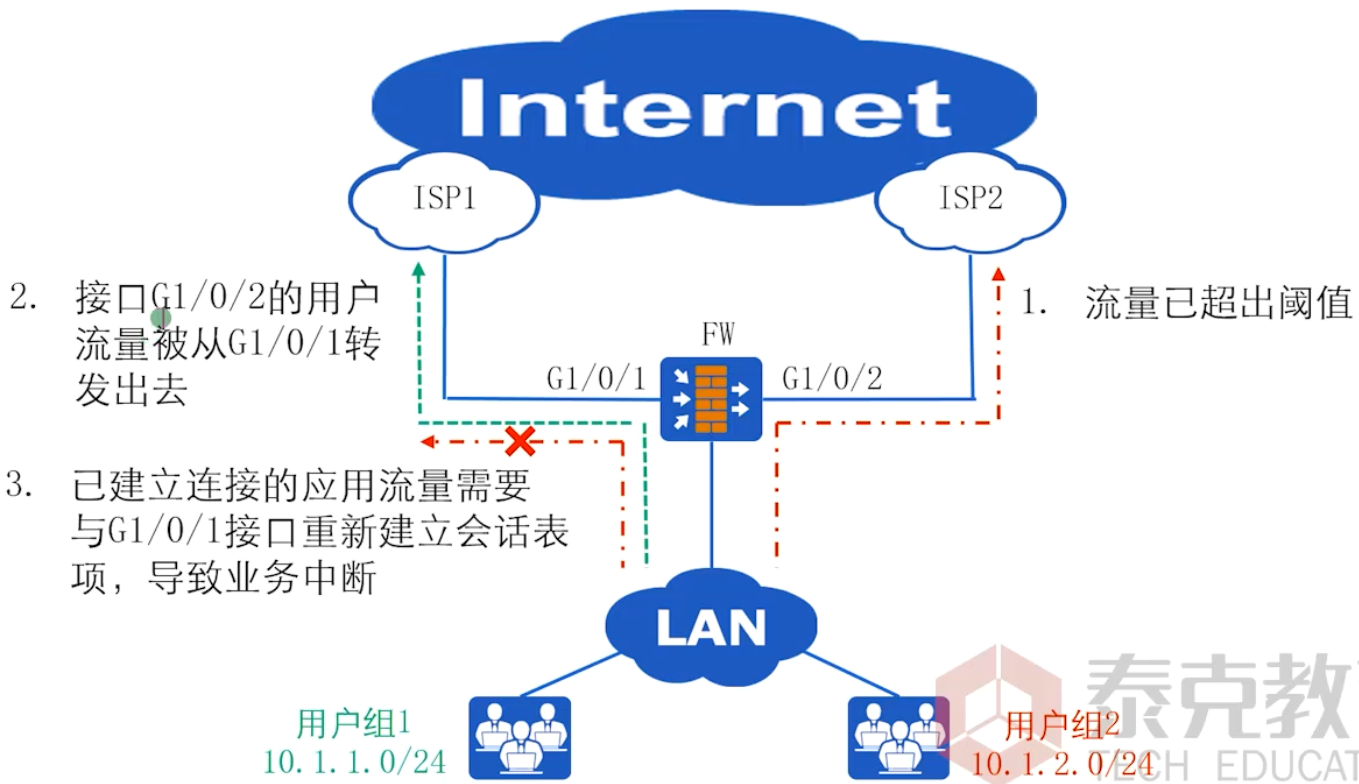 Internet
ISP1
ISP2
2. 接口G1/0/2的用户
流量被从G1/0/1转
发出去
1. 流量已超出阈值
FW
G1/0/1
G1/0/2
3. 已建立连接的应用流量需要
与G1/0/1接口重新建立会话表
项，导致业务中断
LAN
用户组1
10.1.1.0/24
用户组2
10.1.2.0/24
泰克教
TECH EDUCAT